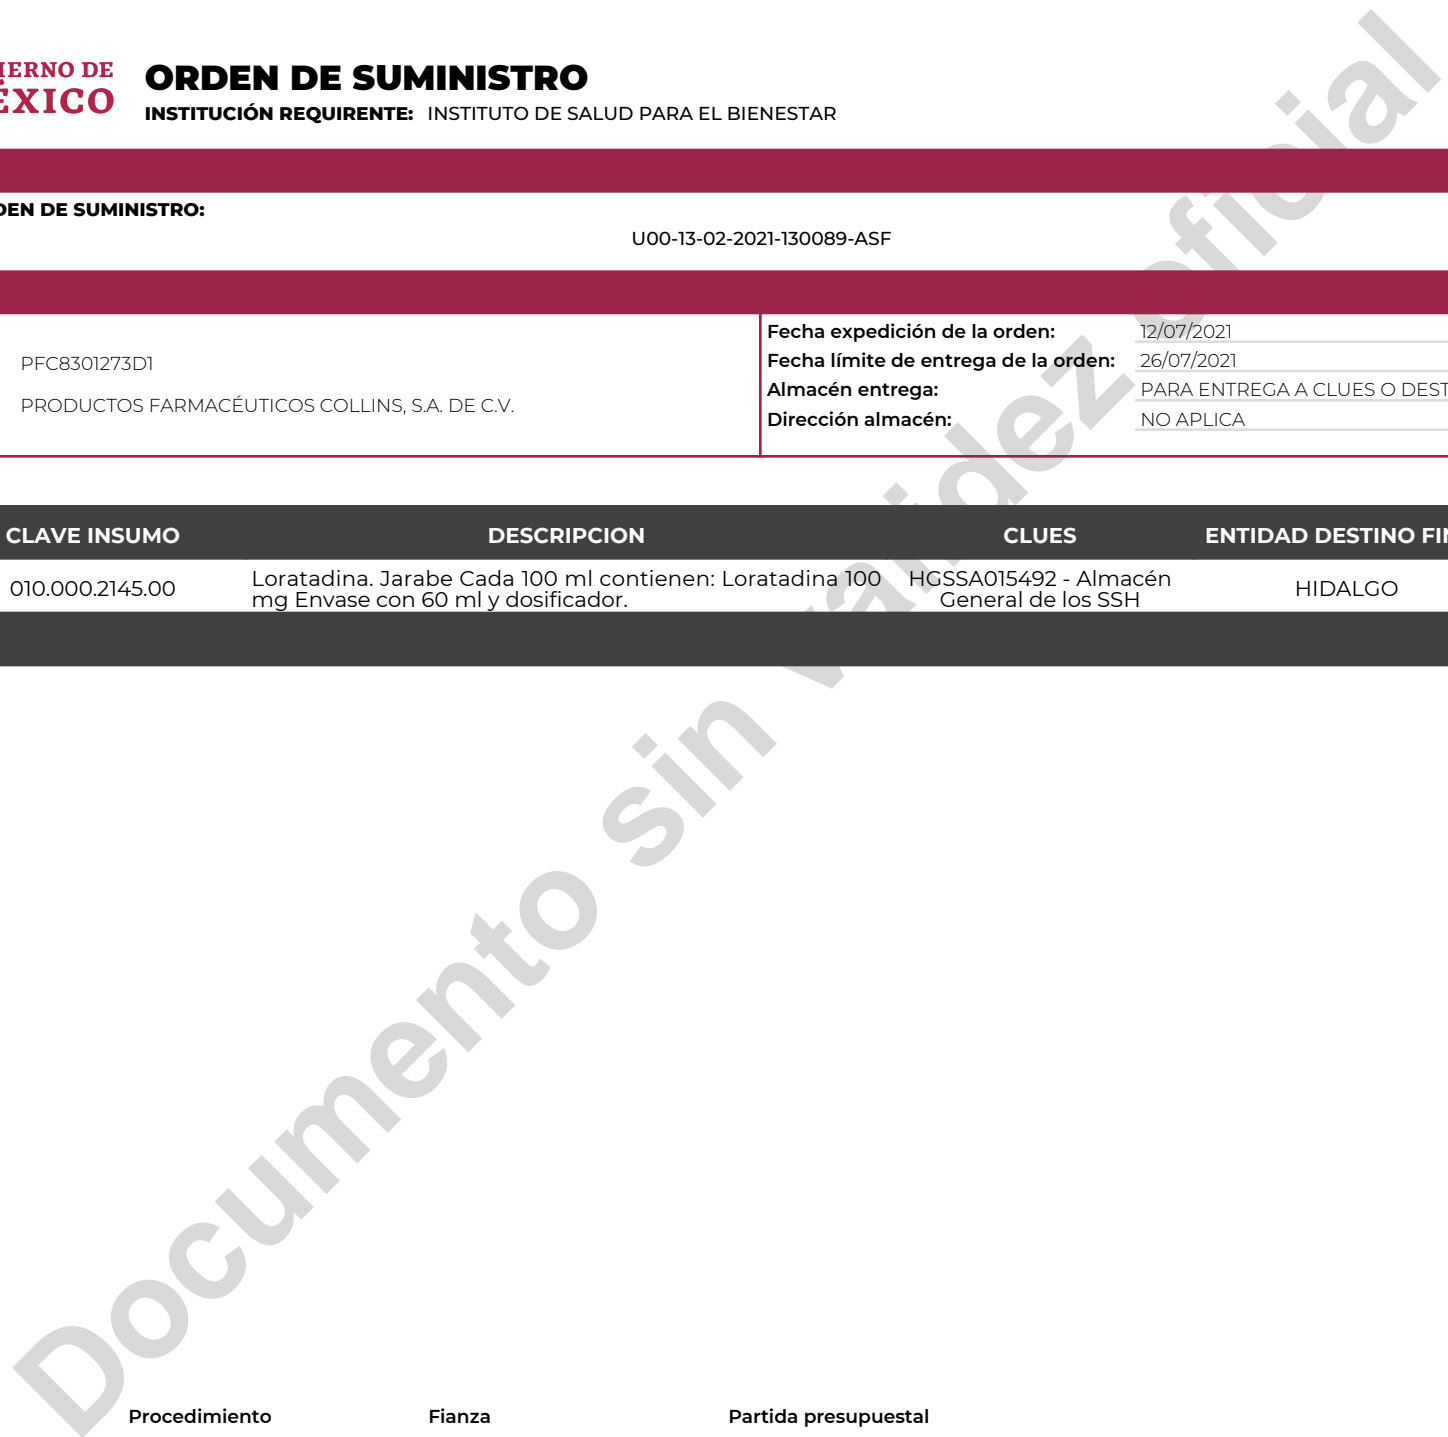 IERNO DE
ÉXICO
ORDEN DE SUMINISTRO
INSTITUCIÓN REQUIRENTE: INSTITUTO DE SALUD PARA EL BIENESTAR
DEN DE SUMINISTRO:
U00-13-02-2021-130089-ASF
PFC8301273D1
PRODUCTOS FARMACÉUTICOS COLLINS, S.A. DE C.V.
Fecha expedición de la orden: 12/07/2021
Fecha límite de entrega de la orden: 26/07/2021
Almacén entrega: PARA ENTREGA A CLUES O DEST
Dirección almacén: NO APLICA
CLAVE INSUMO DESCRIPCION CLUES ENTIDAD DESTINO FIN
010.000.2145.00 Loratadina. Jarabe Cada 100 ml contienen: Loratadina 100 HGSSA015492 - Almacén HIDALGO
mg Envase con 60 ml y dosificador. General de los SSH
Documento sin validez oficial
Procedimiento Fianza Partida presupuestal